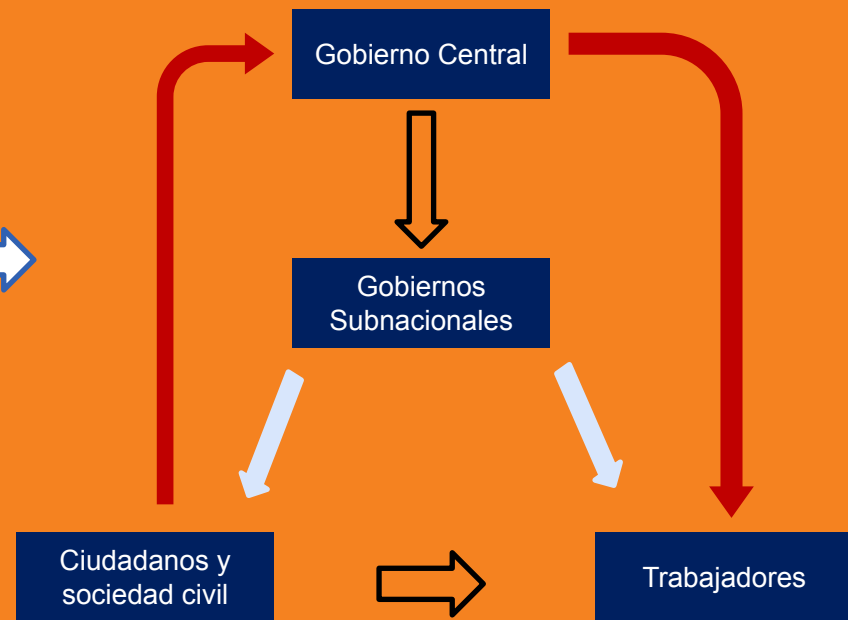 Gobierno Central
Gobiernos
Subnacionales
Ciudadanos y
sociedad civil
Trabajadores